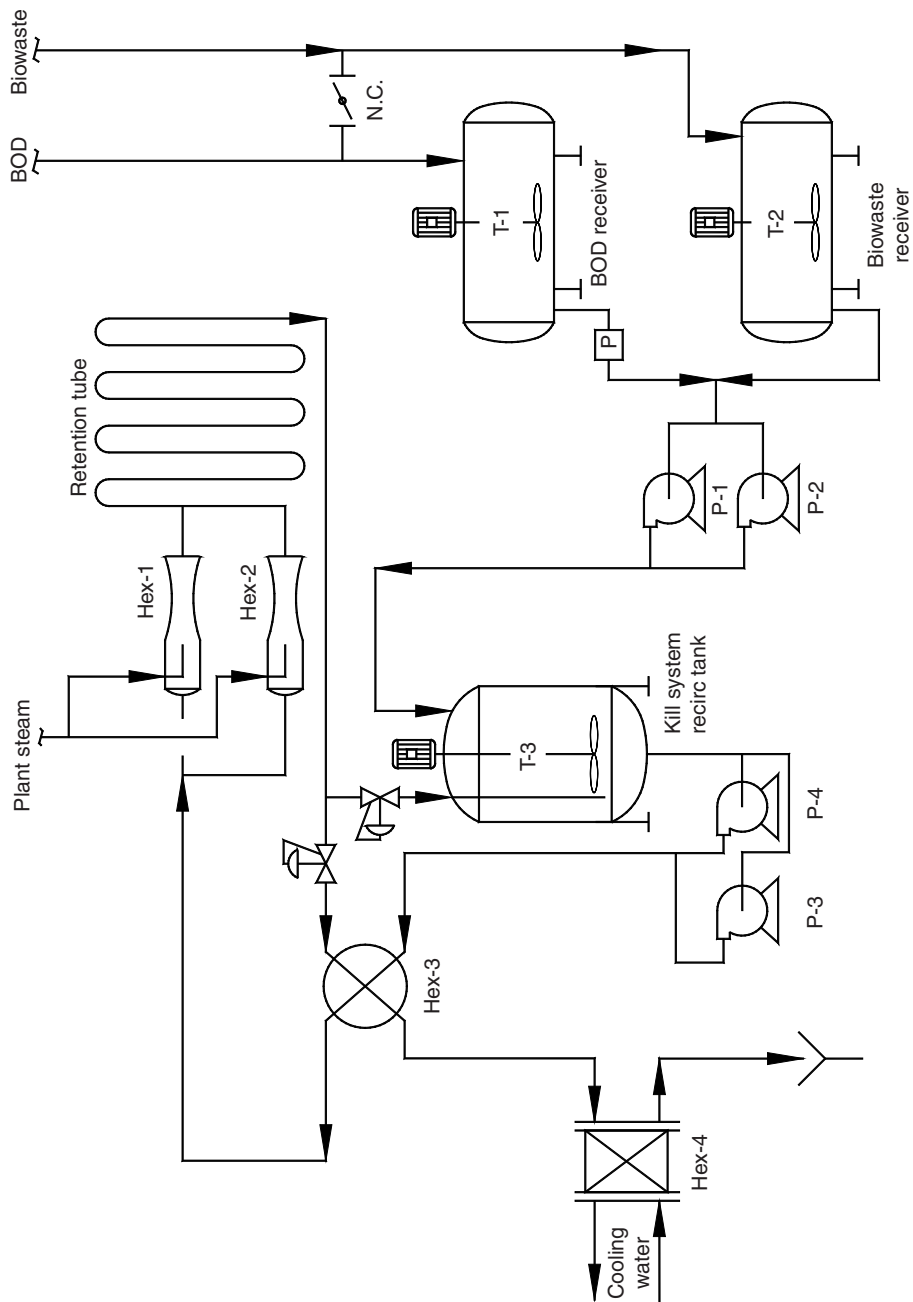 Biowaste
BOD
N.C.
T-1
BOD receiver
T-2
Biowaste
receiver
P
Retention tube
Hex-1
Hex-2
Plant steam
P-1
P-2
T-3
Kill system
recirc tank
P-4
P-3
Hex-3
Hex-4
Cooling
water